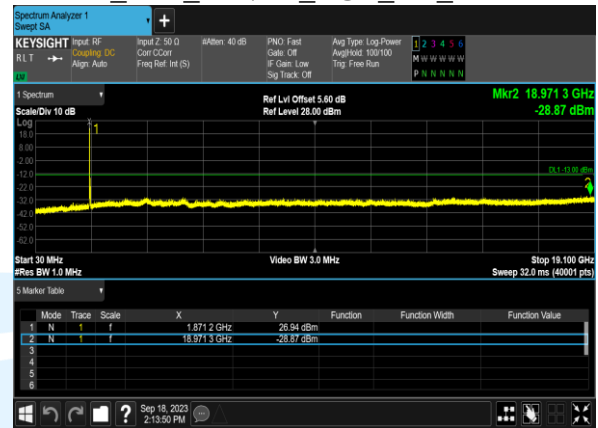 Spectrum Analyzer 1
Swept SA
KEYSIGHT
RLT
LV
Input: RF
Coupling: DC
Align: Auto
Input Z: 50 Ω
Corr CCorr
Freq Ref: Int (S)
#Atten: 40 dB
PNO: Fast
Gate: Off
IF Gain: Low
Sig Track: Off
Avg Type: Log-Power
Avg|Hold: 100/100
Trig: Free Run
1 2 3 4 5 6
M W W W W W
P N N N N N
1 Spectrum
Scale/Div 10 dB
Ref Lvl Offset 5.60 dB
Ref Level 28.00 dBm
Mkr2 18.971 3 GHz
-28.87 dBm
Log
1
18.0
8.00
-2.00
-12.0
DL1 -13.00 dBm
-22.0
2
-32.0
-42.0
-52.0
-62.0
Start 30 MHz
Video BW 3.0 MHz
Stop 19.100 GHz
#Res BW 1.0 MHz
Sweep 32.0 ms (40001 pts)
5 Marker Table
Mode Trace Scale X Y Function Function Width Function Value
1 N 1 f 1.871 2 GHz 26.94 dBm
2 N 1 f 18.971 3 GHz -28.87 dBm
3
4
5
6
?
Sep 18, 2023
2:13:50 PM